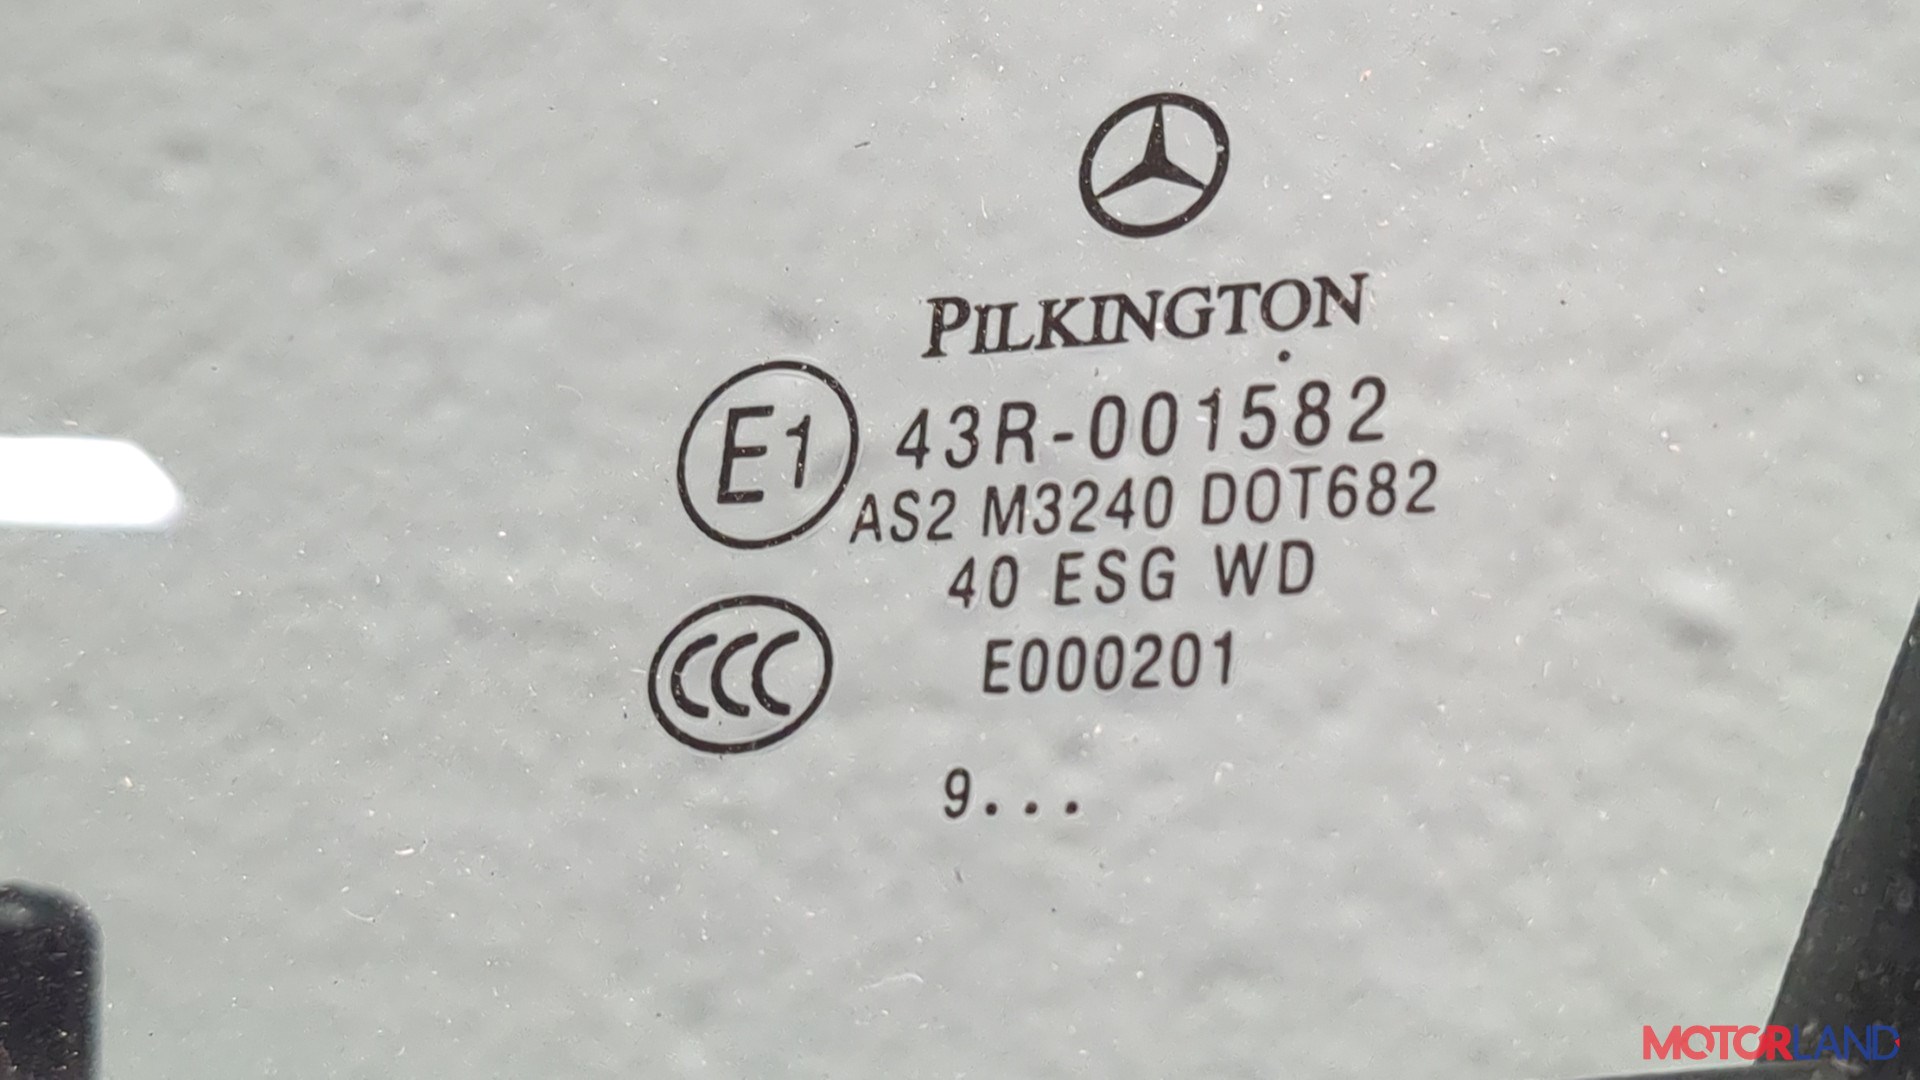 PILKINGTON
E1 43R-001582
AS2 M3240 DOT682
40 ESG WD
CCC E000201
9...
MOTORLAND